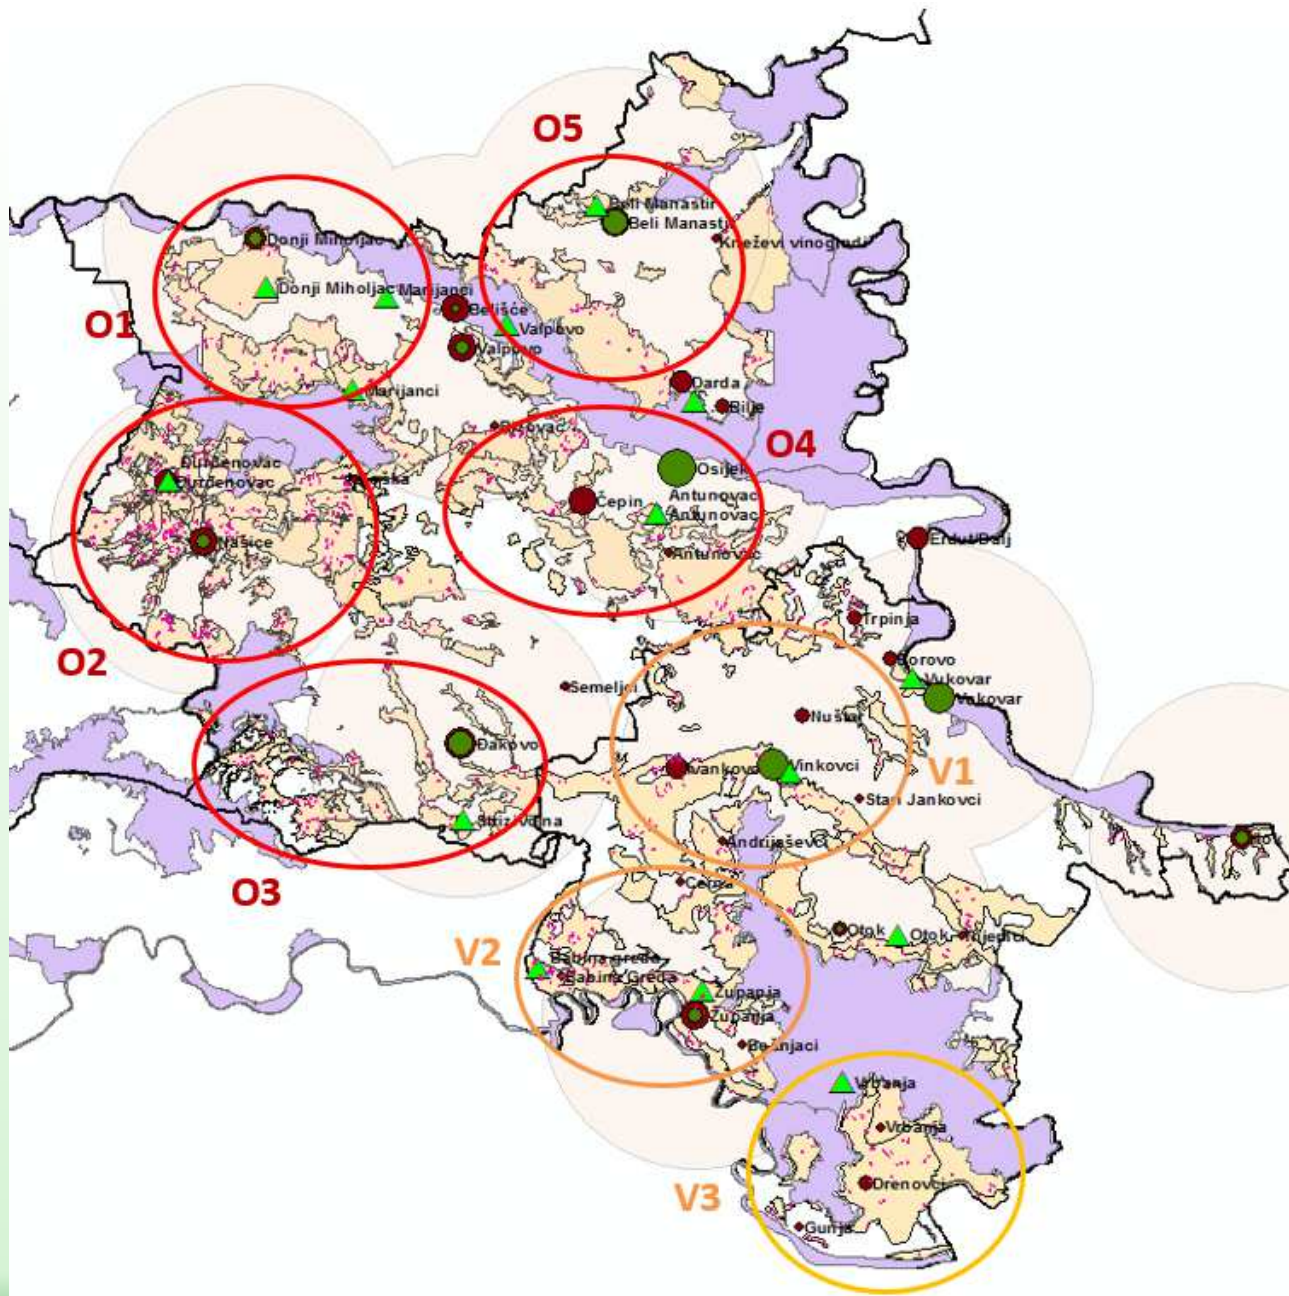 O5
Beli Manastir
Beli Manastir
Kneževi vinogradi
Donji Miholjac
Donji Miholjac
Marijanci
O1
Belišće
Valpovo
Valpovo
Marijanci
Darda
Bilje
O4
Osijek
Đurđenovac
Đurđenovac
Čepin
Antunovac
Antunovac
Antunovac
Našice
Erdut/Dalj
Trpinja
O2
Borovo
Vukovar
Vukovar
Semeljci
Nuštar
Đakovo
Ivankovo
Vinkovci
V1
Stari Jankovci
Strizivojna
Andrijaševci
O3
Cerna
Otok
Otok
V2
Babina greda
Babina Greda
Županja
Županja
Bošnjaci
Vrbanja
Vrbanja
V3
Drenovci
Gunja